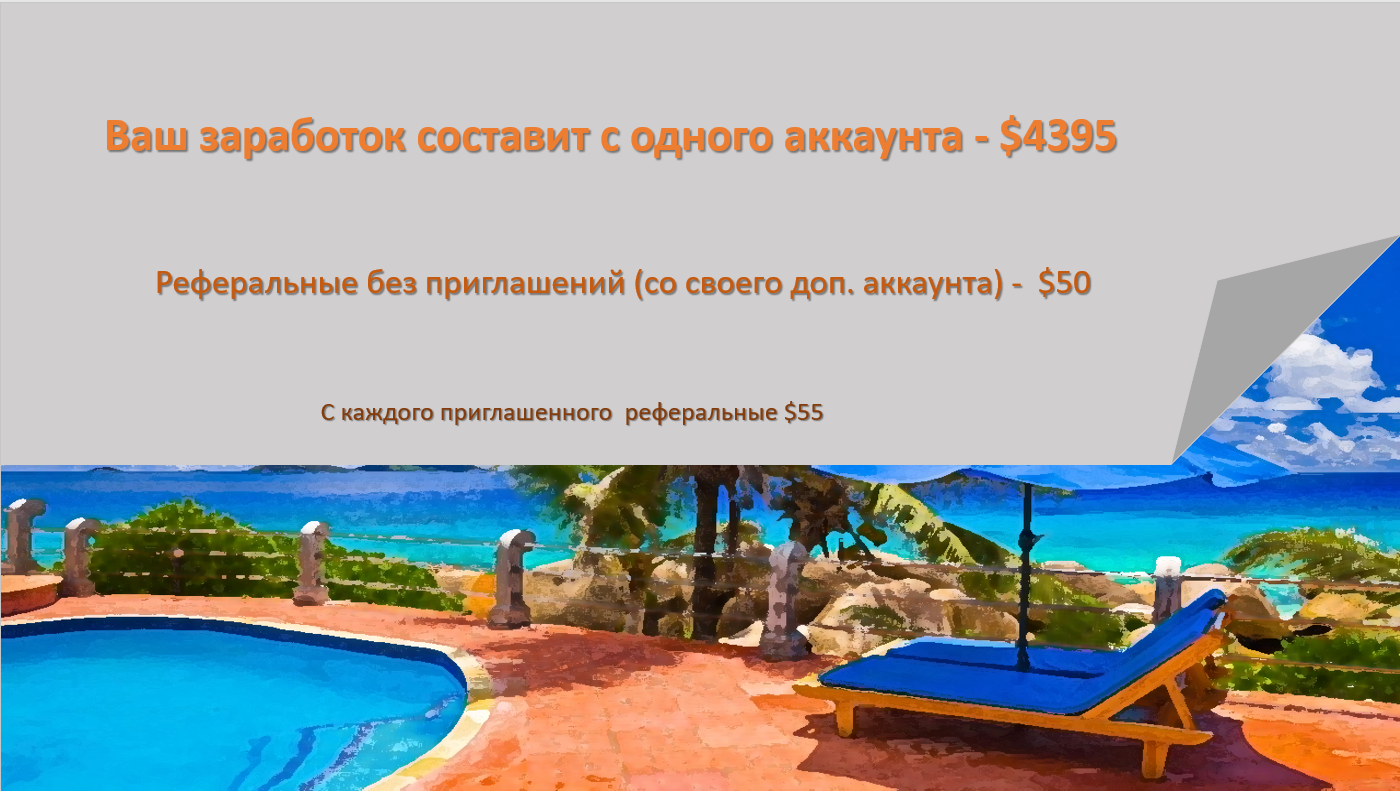 Ваш заработок составит с одного аккаунта - $4395
Реферальные без приглашений (со своего доп. аккаунта) - $50
С каждого приглашенного реферальные $55